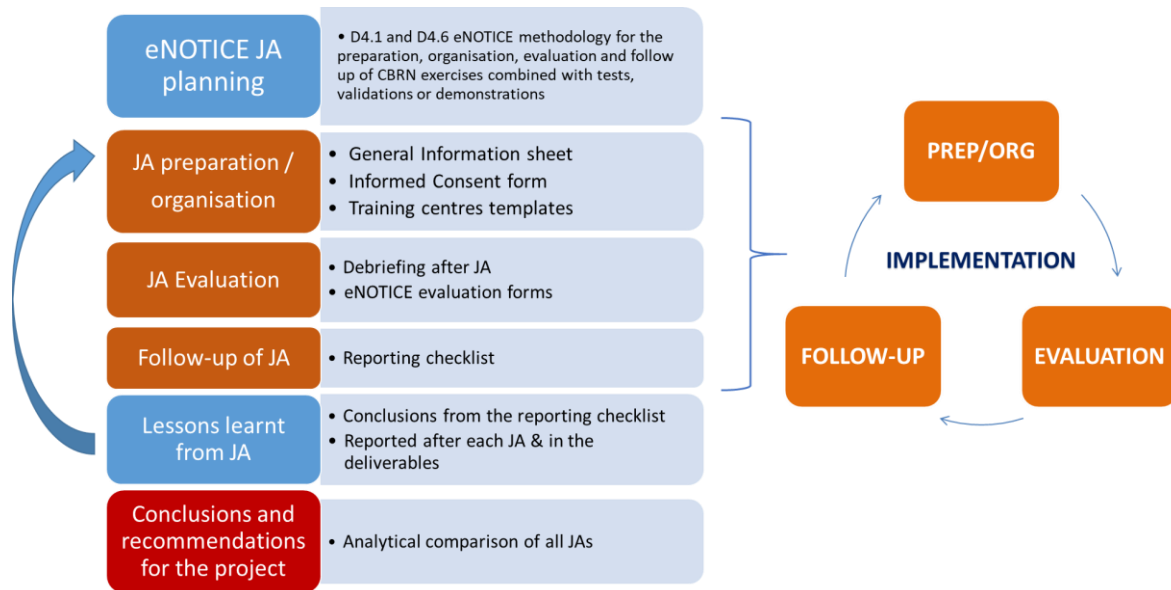 eNOTICE JA
planning
• D4.1 and D4.6 eNOTICE methodology for the
preparation, organisation, evaluation and follow
up of CBRN exercises combined with tests,
validations or demonstrations
JA preparation /
organisation
• General Information sheet
• Informed Consent form
• Training centres templates
JA Evaluation
• Debriefing after JA
• eNOTICE evaluation forms
Follow-up of JA
• Reporting checklist
Lessons learnt
from JA
• Conclusions from the reporting checklist
• Reported after each JA & in the
deliverables
Conclusions and
recommendations
for the project
• Analytical comparison of all JAs
PREP/ORG
IMPLEMENTATION
FOLLOW-UP
EVALUATION